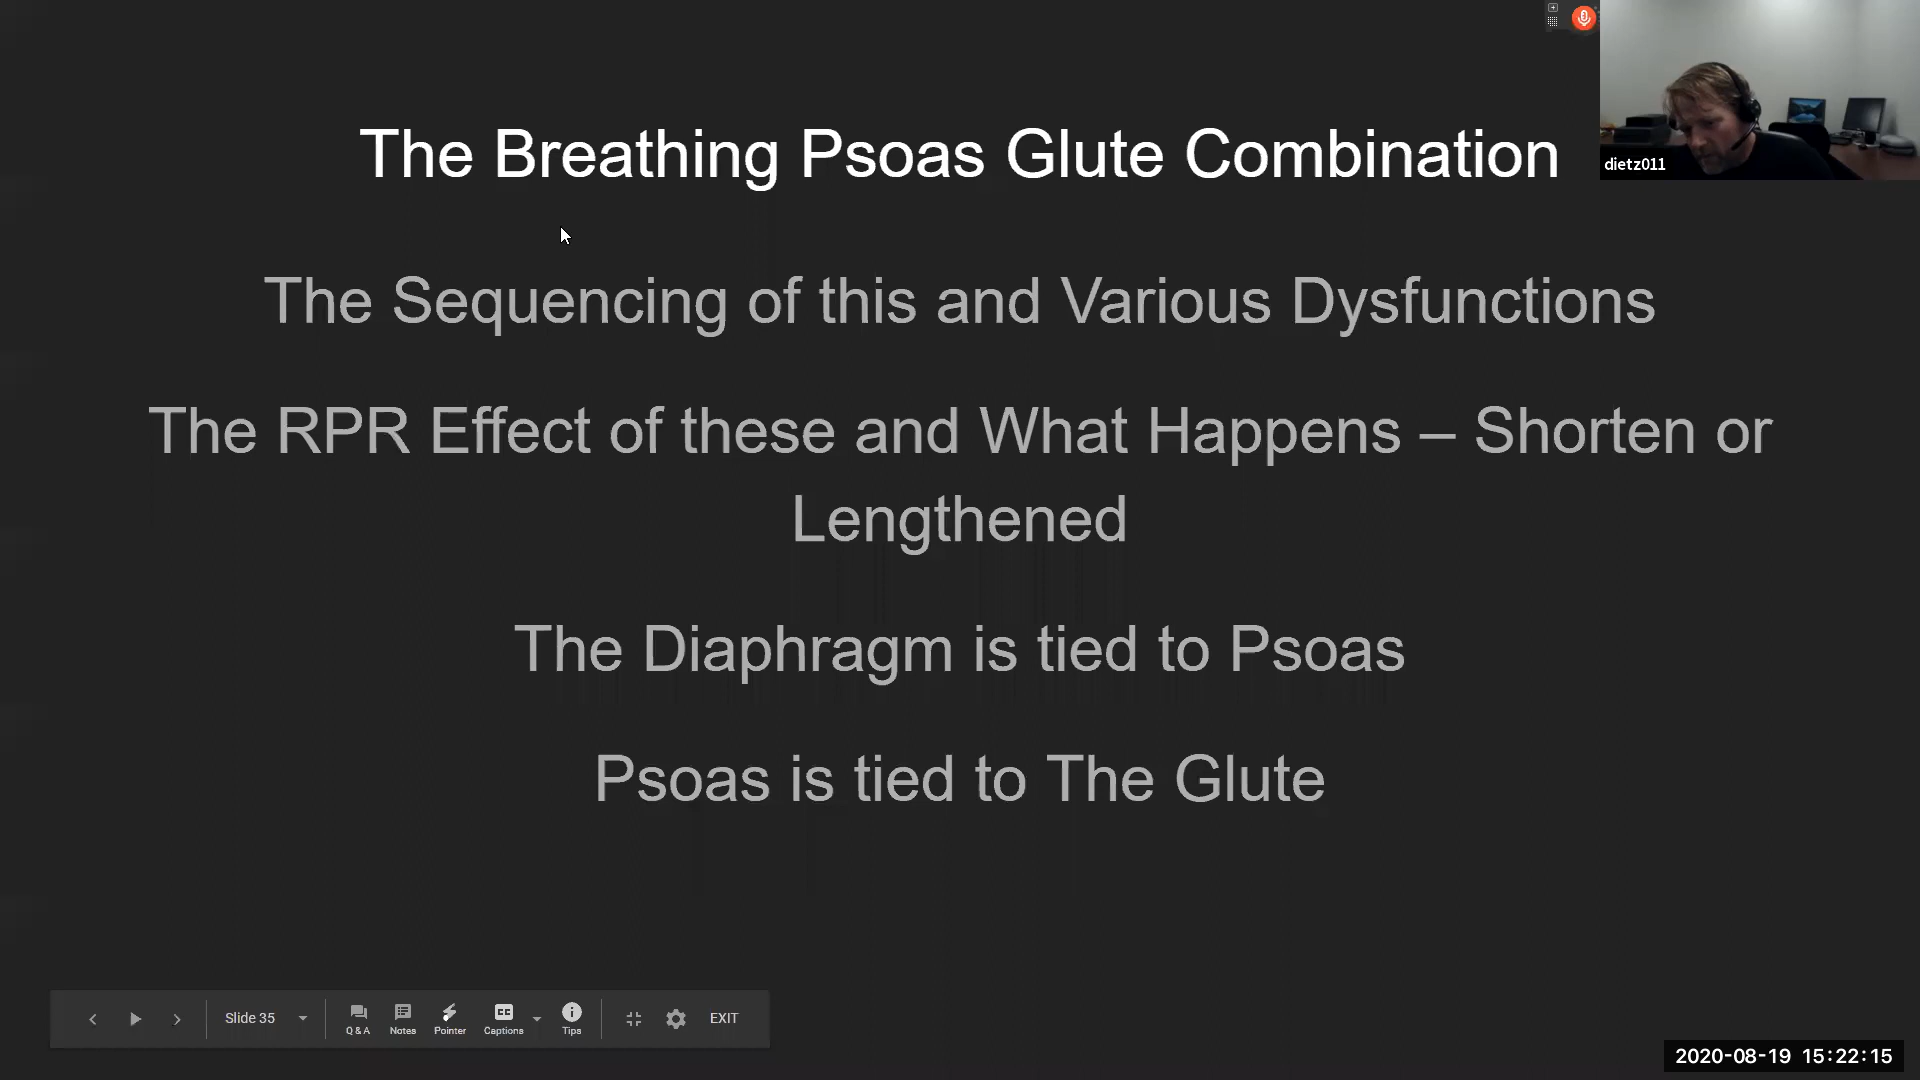 The Breathing Psoas Glute Combination
dietz011
The Sequencing of this and Various Dysfunctions
The RPR Effect of these and What Happens – Shorten or
Lengthened
The Diaphragm is tied to Psoas
Psoas is tied to The Glute
Slide 35
Q & A
Notes
Pointer
CC
Captions
Tips
EXIT
2020-08-19 15:22:15